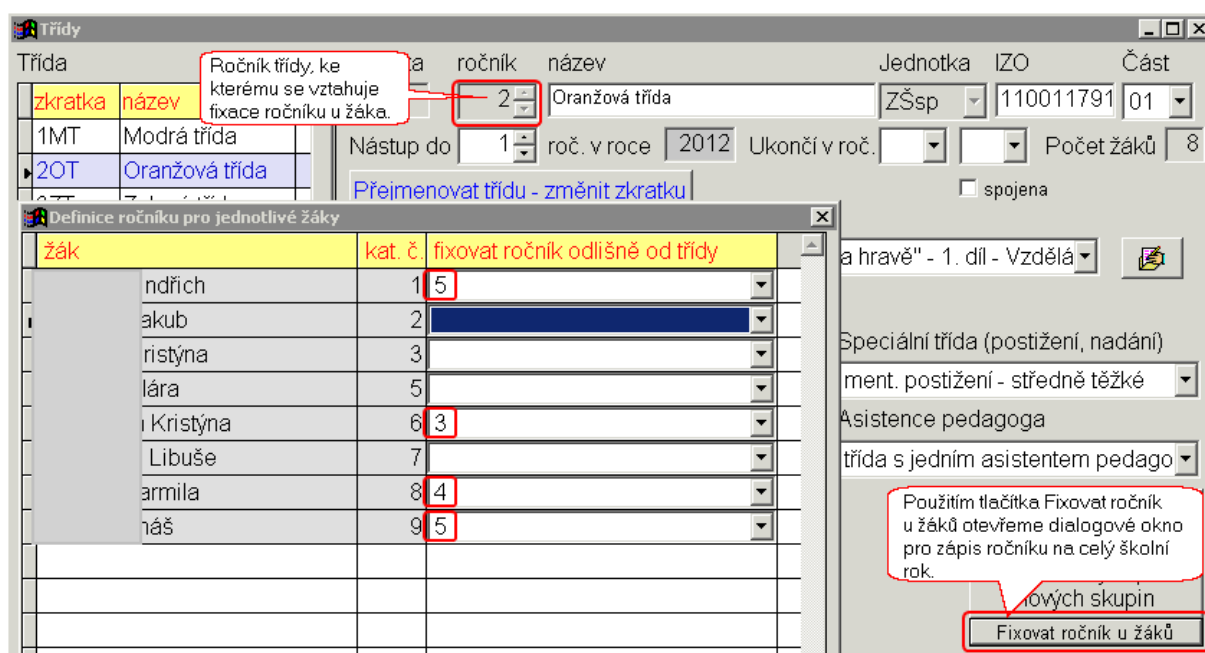 Třídy
Třída
ročník název Jednotka IZO Část
Ročník třídy, ke
kterému se vztahuje
fixace ročníku u žáka.
zkratka název
2 Oranžová třída ZŠsp 110011791 01
1MT Modrá třída
Nástup do 1 roč. v roce 2012 Ukončí v roč. Počet žáků 8
2OT Oranžová třída
Přejmenovat třídu - změnit zkratku spojena
Definice ročníku pro jednotlivé žáky
žák kat. č. fixovat ročník odlišně od třídy
a hravě" - 1. díl - Vzdělá
ndřich 1 5
akub 2
ristýna 3
Speciální třída (postižení, nadání)
lára 5
ment. postižení - středně těžké
Kristýna 6 3
Asistence pedagoga
Libuše 7
třída s jedním asistentem pedago
armila 8 4
náš 9 5
Použitím tlačítka Fixovat ročník
u žáků otevřeme dialogové okno
pro zápis ročníku na celý školní
rok.
nových skupin
Fixovat ročník u žáků